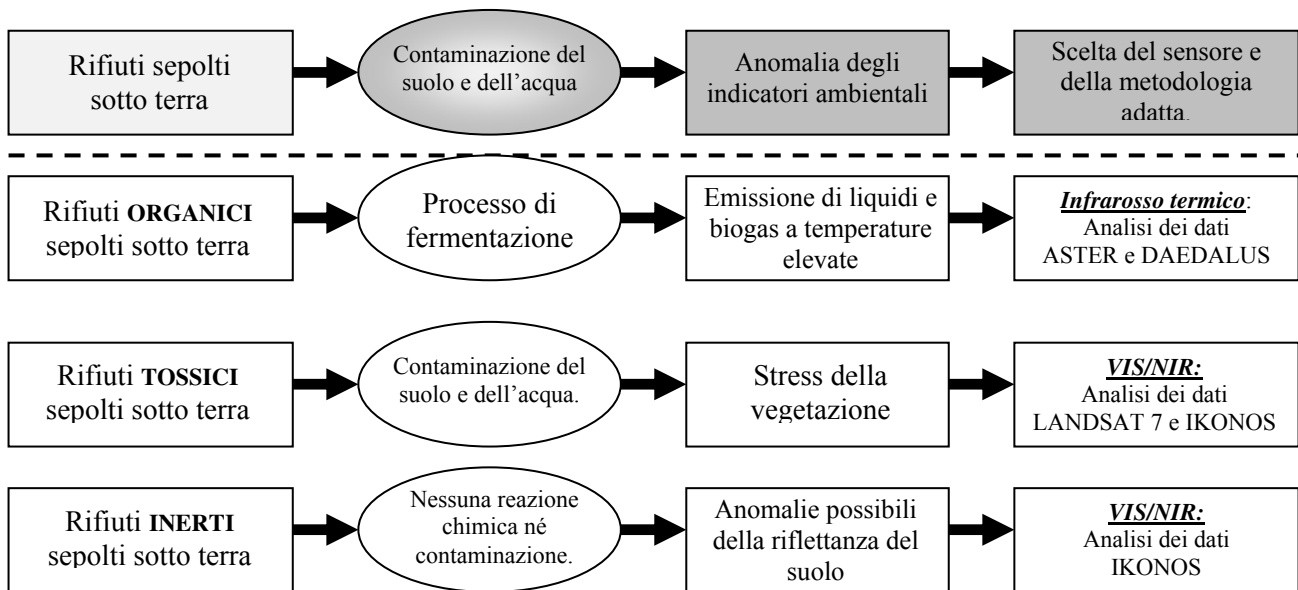 Rifiuti sepolti
sotto terra
Contaminazione del
suolo e dell’acqua
Anomalia degli
indicatori ambientali
Scelta del sensore e
della metodologia
adatta.
Rifiuti ORGANICI
sepolti sotto terra
Processo di
fermentazione
Emissione di liquidi e
biogas a temperature
elevate
Infrarosso termico:
Analisi dei dati
ASTER e DAEDALUS
Rifiuti TOSSICI
sepolti sotto terra
Contaminazione del
suolo e dell’acqua.
Stress della
vegetazione
VIS/NIR:
Analisi dei dati
LANDSAT 7 e IKONOS
Rifiuti INERTI
sepolti sotto terra
Nessuna reazione
chimica né
contaminazione.
Anomalie possibili
della riflettanza del
suolo
VIS/NIR:
Analisi dei dati
IKONOS